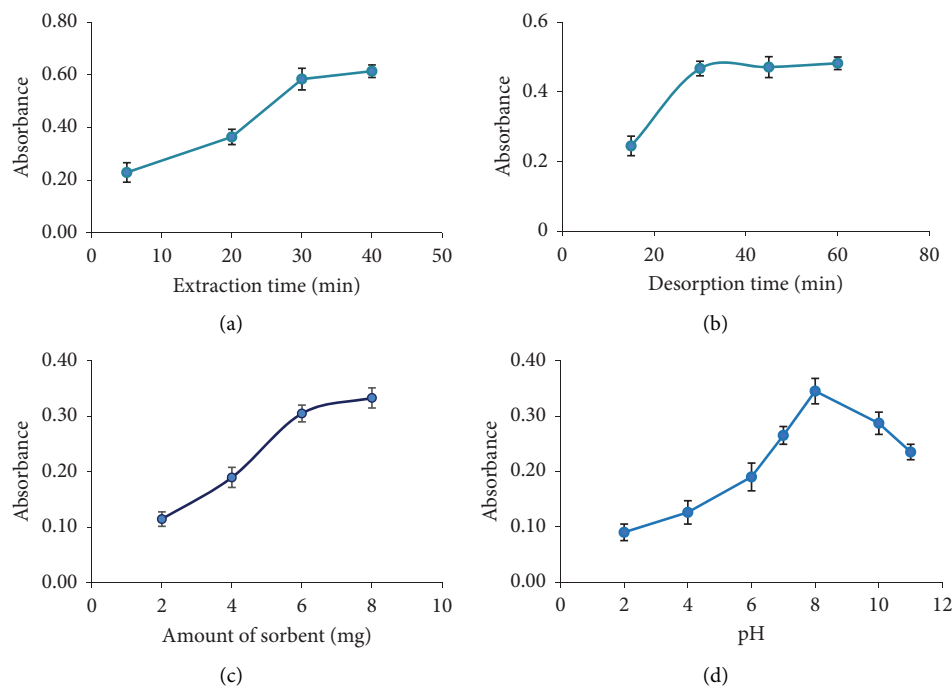 0.80
0.60
0.40
0.20
0.00
Absorbance
0 10 20 30 40 50
Extraction time (min)
(a)
0.6
0.4
0.2
0
Absorbance
0 20 40 60 80
Desorption time (min)
(b)
0.40
0.30
0.20
0.10
0.00
Absorbance
0 2 4 6 8 10
Amount of sorbent (mg)
(c)
0.40
0.30
0.20
0.10
0.00
Absorbance
0 2 4 6 8 10 12
pH
(d)